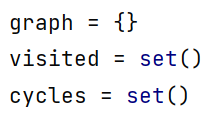 graph = {}
visited = set()
cycles = set()